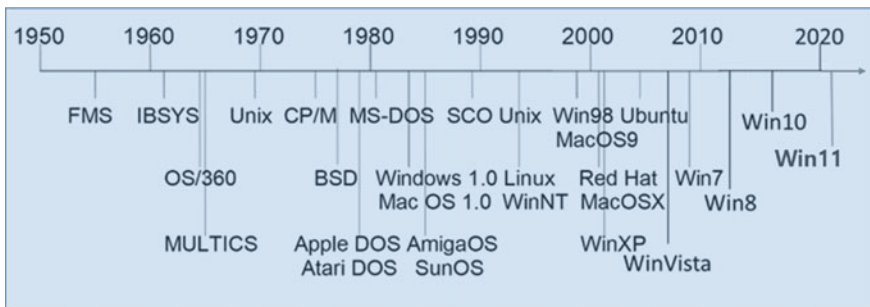 1950 1960 1970 1980 1990 2000 2010 2020
FMS IBSYS Unix CP/M MS-DOS SCO Unix Win98 Ubuntu Win10
MacOS9
Win11
OS/360 BSD Windows 1.0 Linux Red Hat Win7
Mac OS 1.0 WinNT MacOSX Win8
MULTICS Apple DOS AmigaOS WinXP
Atari DOS SunOS WinVista